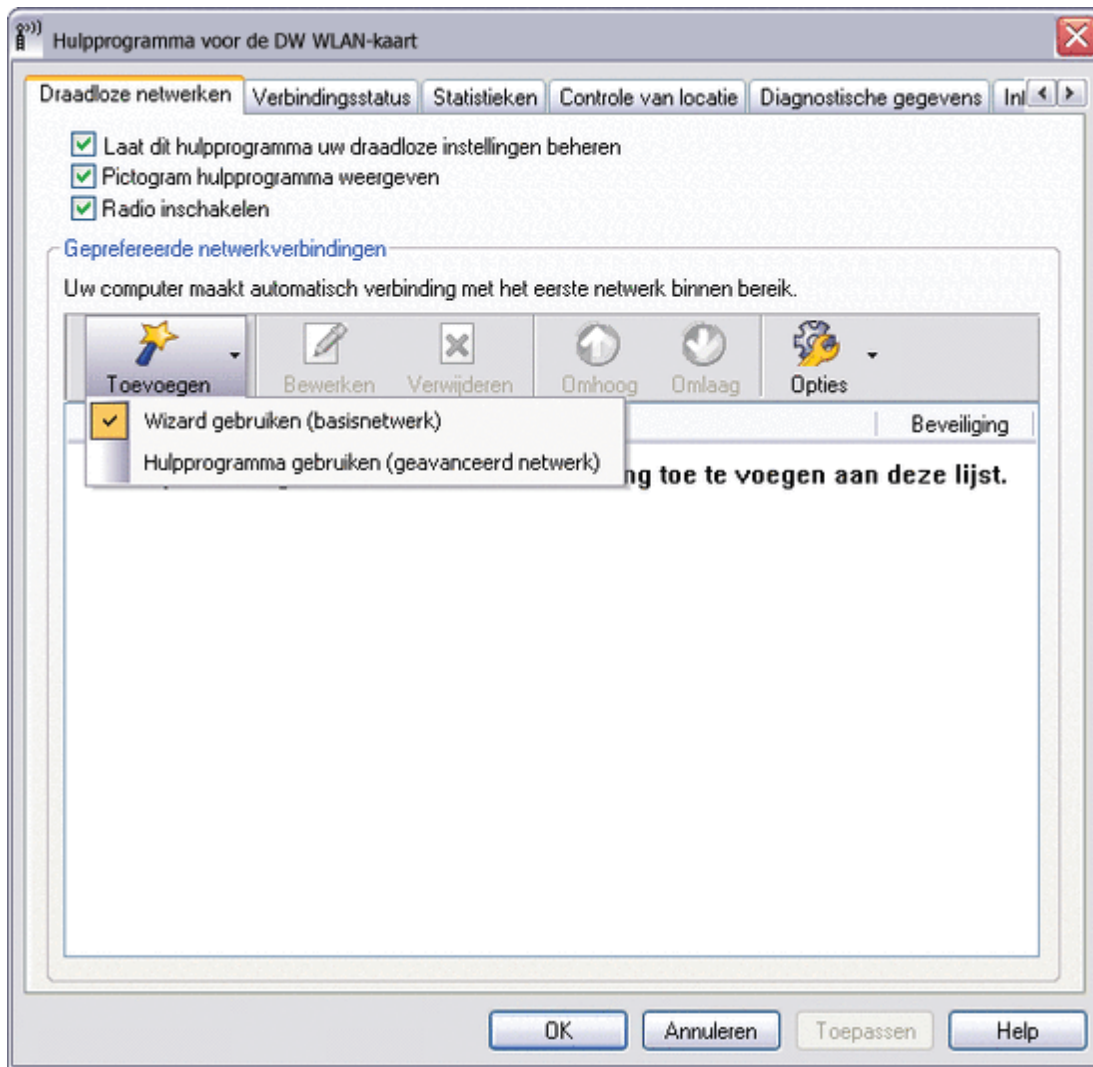 Hulpprogramma voor de DW WLAN-kaart
Draadloze netwerken Verbindingsstatus Statistieken Controle van locatie Diagnostische gegevens
Laat dit hulpprogramma uw draadloze instellingen beheren
Pictogram hulpprogramma weergeven
Radio inschakelen
Geprefereerde netwerkverbindingen
Uw computer maakt automatisch verbinding met het eerste netwerk binnen bereik.
Toevoegen Bewerken Verwijderen Omhoog Omlaag Opties
Wizard gebruiken (basisnetwerk)
Beveiliging
Hulpprogramma gebruiken (geavanceerd netwerk)
ng toe te voegen aan deze lijst.
OK Annuleren Toepassen Help